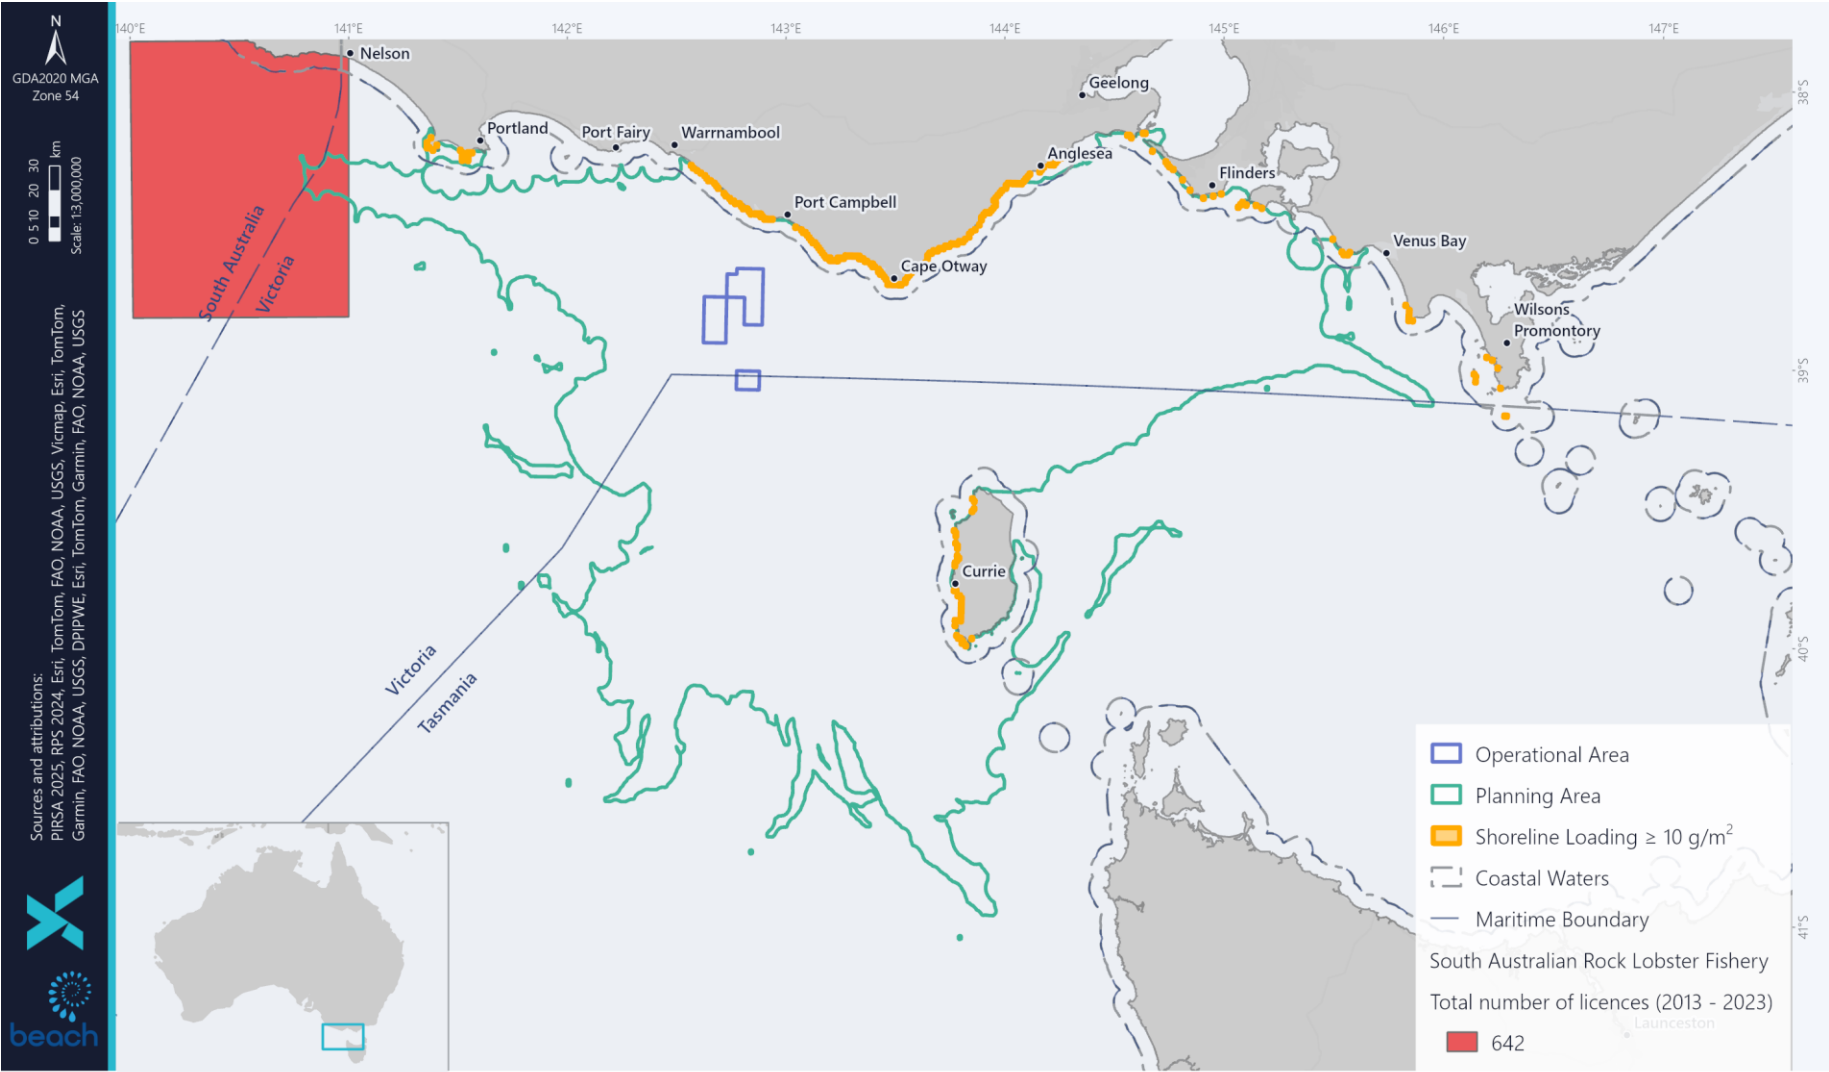 N
GDA2020 MGA
Zone 54
0 5 10 20 30 km
Scale: 1:3,000,000
Sources and attributions:
PIRSA 2025, RPS 2024, Esri, TomTom, FAO, NOAA, USGS, Vicmap, Esri, TomTom,
Garmin, FAO, NOAA, USGS, DPIPWE, Esri, TomTom, Garmin, FAO, NOAA, USGS
beach
140°E
141°E
142°E
143°E
144°E
145°E
146°E
147°E
38°S
39°S
40°S
41°S
Nelson
Portland
Port Fairy
Warrnambool
Port Campbell
Cape Otway
Geelong
Anglesea
Flinders
Venus Bay
Wilsons
Promontory
South Australia
Victoria
Currie
Victoria
Tasmania
Operational Area
Planning Area
Shoreline Loading ≥ 10 g/m²
Coastal Waters
Maritime Boundary
South Australian Rock Lobster Fishery
Total number of licences (2013 - 2023)
Launceston
642